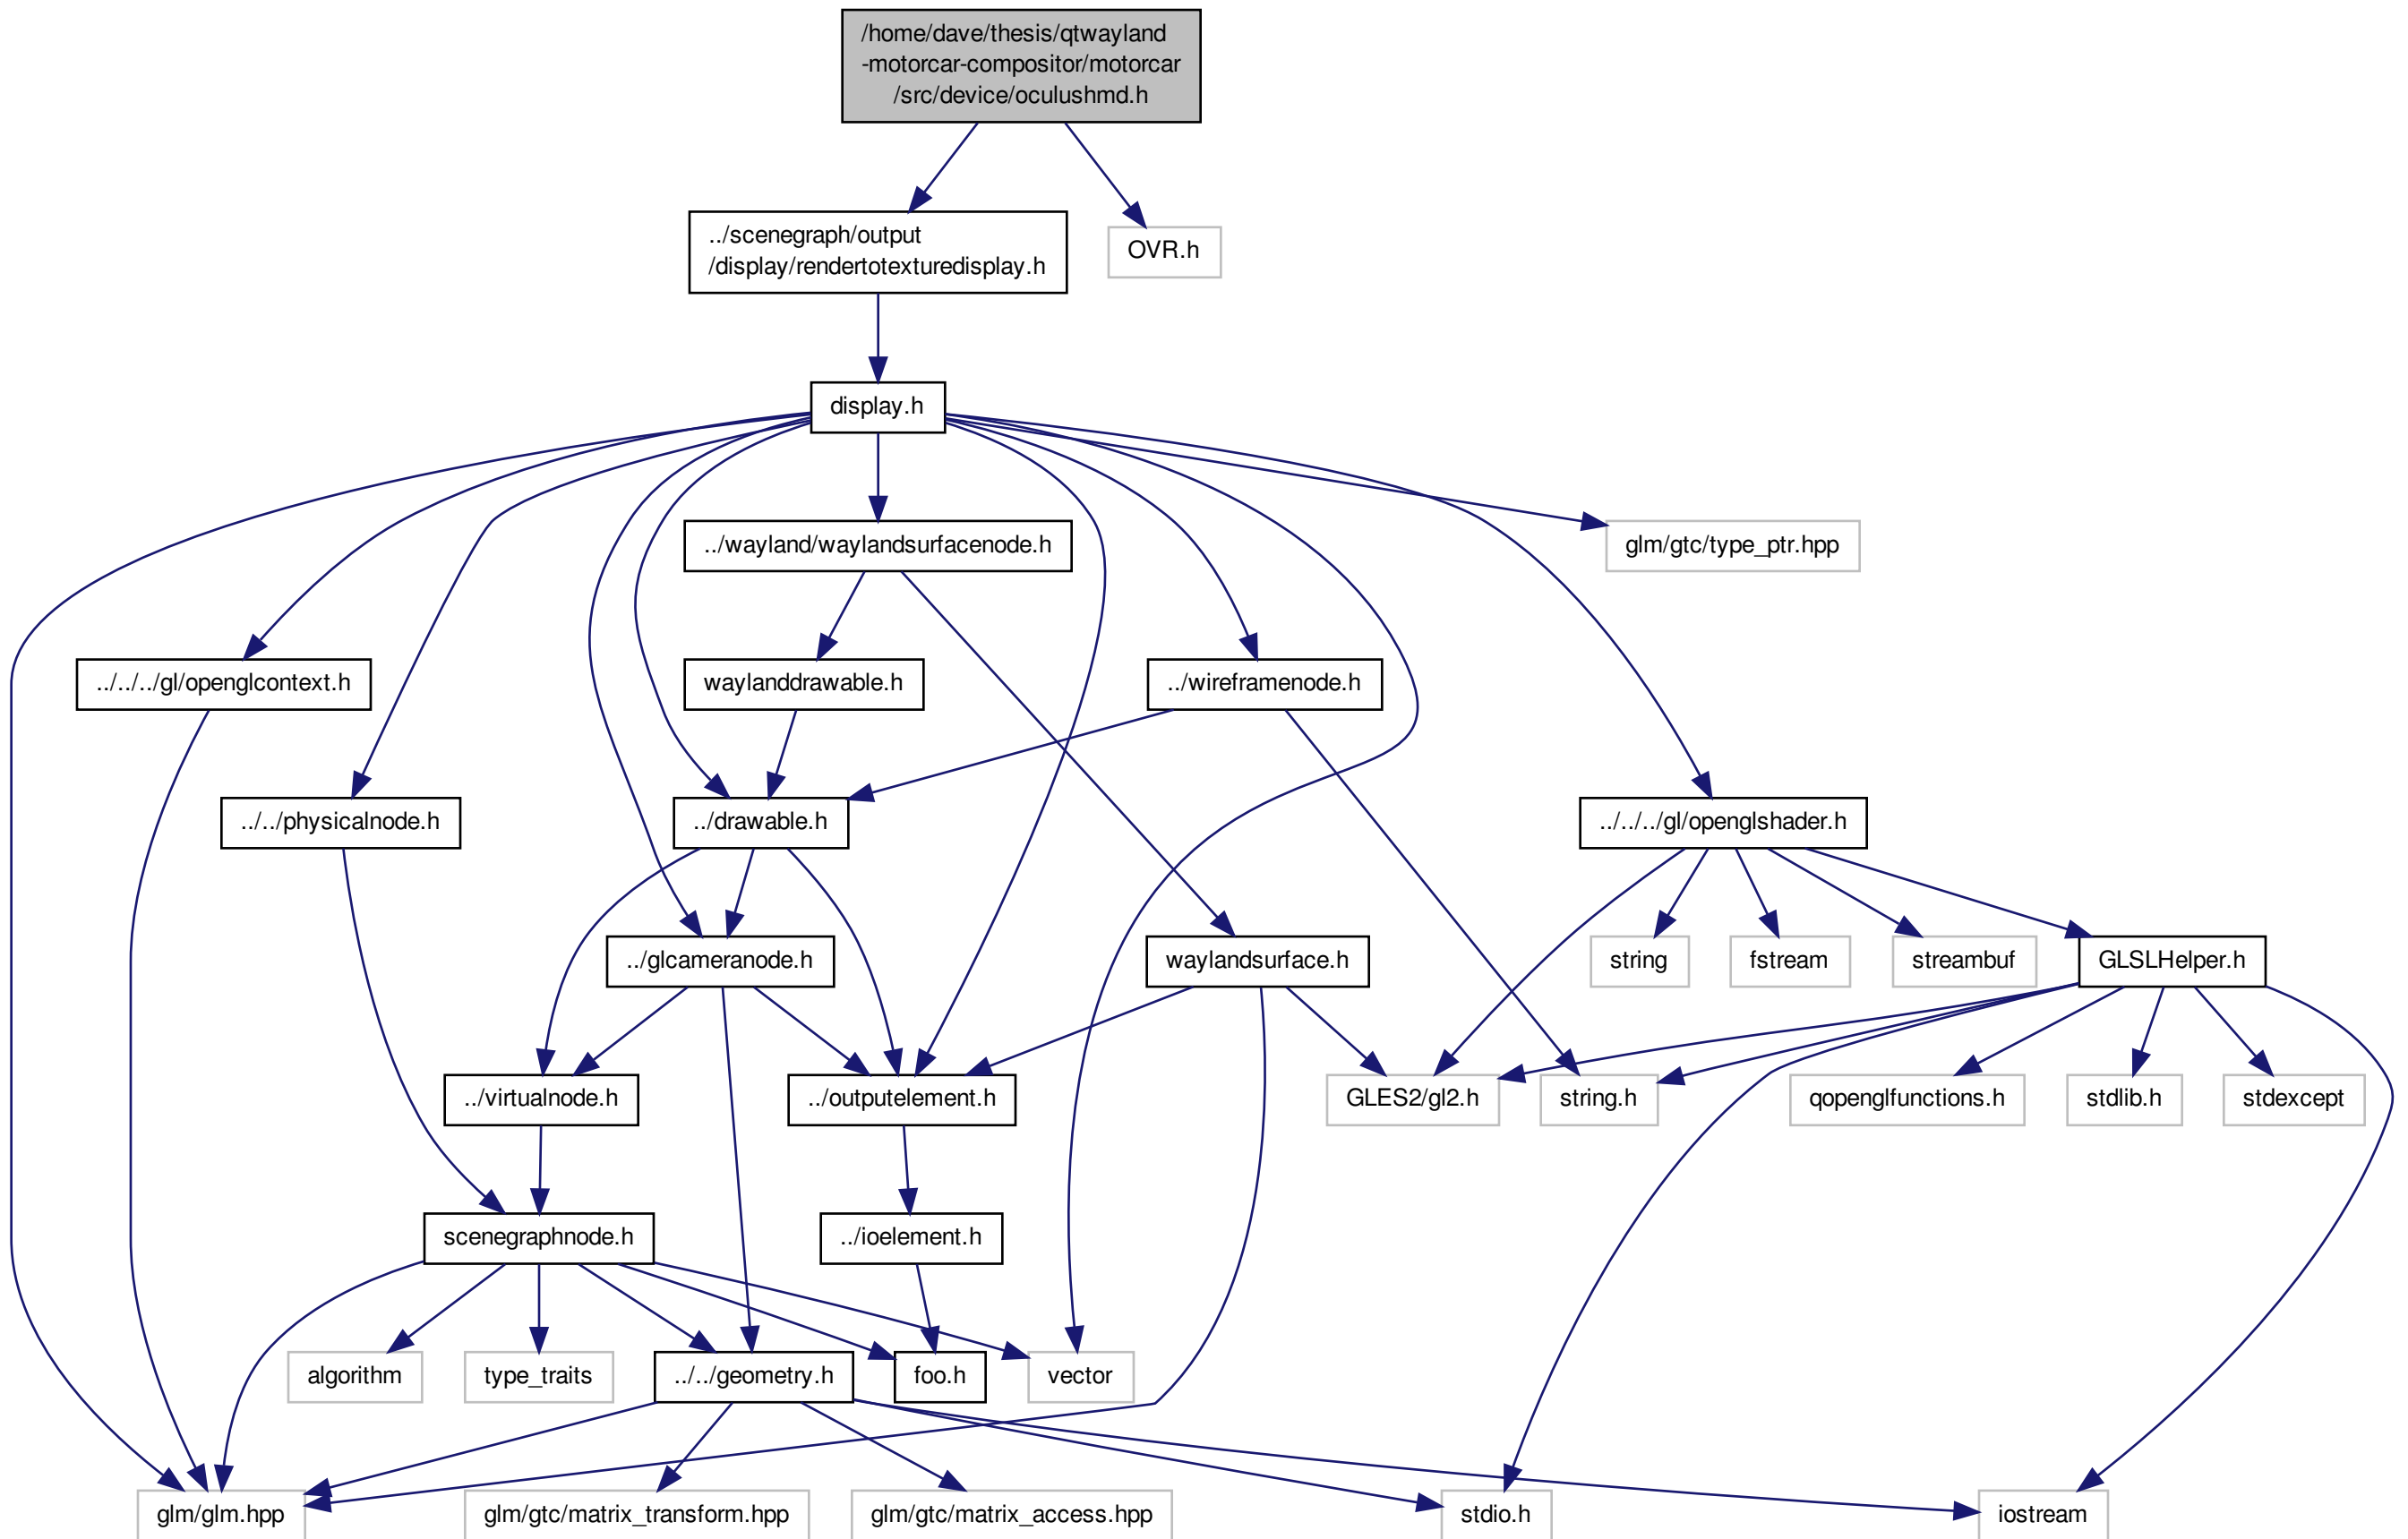 /home/dave/thesis/qtwayland
-motorcar-compositor/motorcar
/src/device/oculushmd.h
../scenegraph/output
/display/rendertotexturedisplay.h
OVR.h
display.h
../wayland/waylandsurfacenode.h
glm/gtc/type_ptr.hpp
../../../gl/openglcontext.h
waylanddrawable.h
../wireframenode.h
../../physicalnode.h
../drawable.h
../../../gl/openglshader.h
../glcameranode.h
waylandsurface.h
string
fstream
streambuf
GLSLHelper.h
../virtualnode.h
../outputelement.h
GLES2/gl2.h
string.h
qopenglfunctions.h
stdlib.h
stdexcept
scenegraphnode.h
../ioelement.h
algorithm
type_traits
../../geometry.h
foo.h
vector
glm/glm.hpp
glm/gtc/matrix_transform.hpp
glm/gtc/matrix_access.hpp
stdio.h
iostream